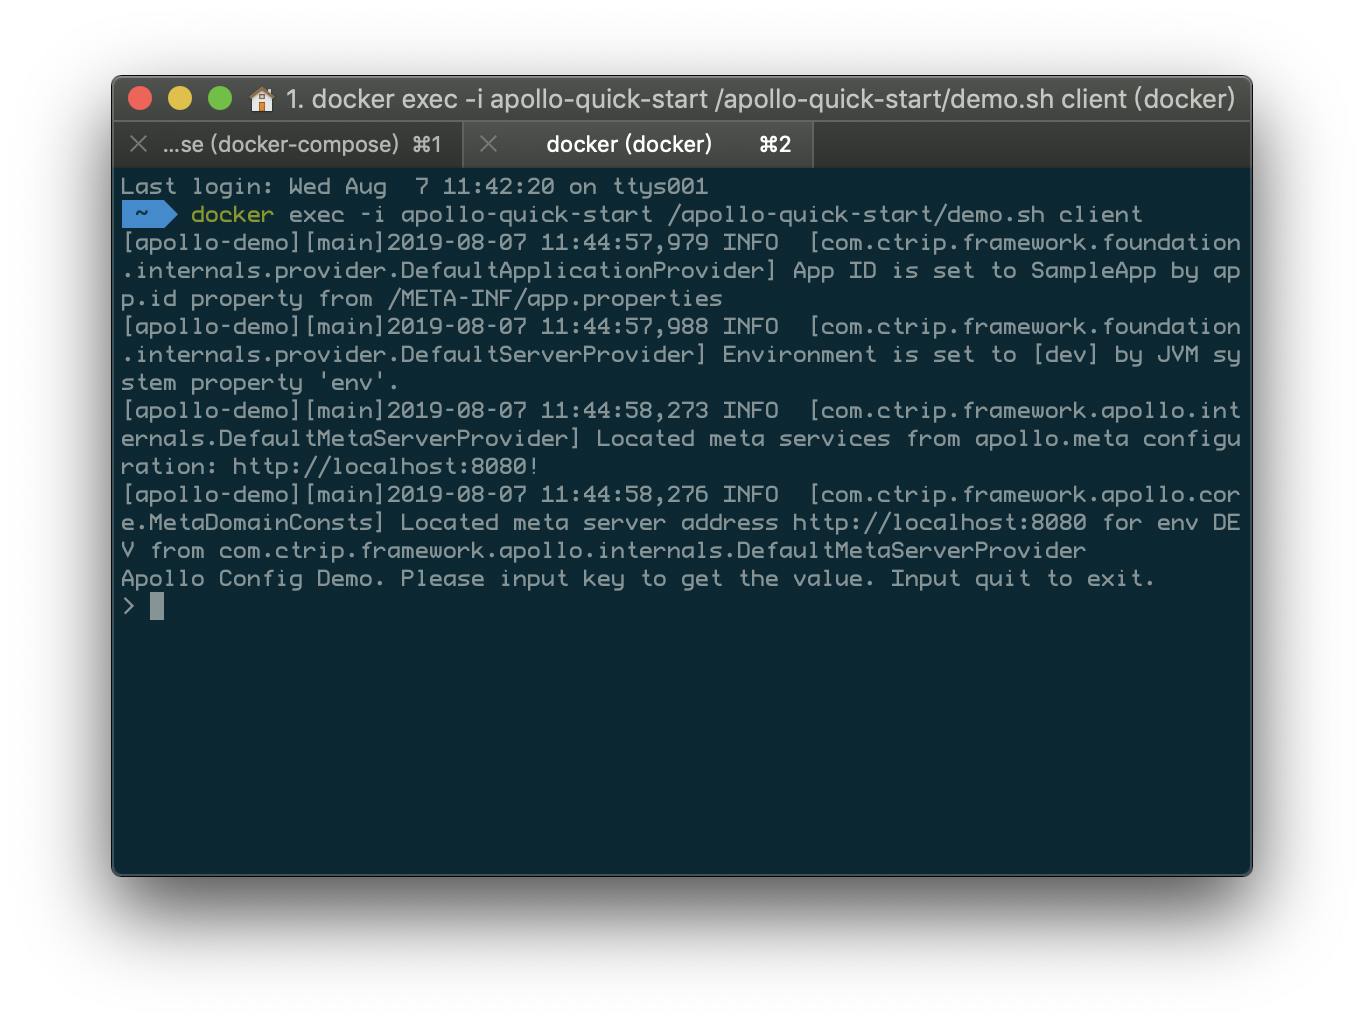 1. docker exec -i apollo-quick-start /apollo-quick-start/demo.sh client (docker)
...se (docker-compose) ⌘1 docker (docker) ⌘2
Last login: Wed Aug  7 11:42:20 on ttys001
~ docker exec -i apollo-quick-start /apollo-quick-start/demo.sh client
[apollo-demo][main]2019-08-07 11:44:57,979 INFO  [com.ctrip.framework.foundation
.internals.provider.DefaultApplicationProvider] App ID is set to SampleApp by ap
p.id property from /META-INF/app.properties
[apollo-demo][main]2019-08-07 11:44:57,988 INFO  [com.ctrip.framework.foundation
.internals.provider.DefaultServerProvider] Environment is set to [dev] by JVM sy
stem property 'env'.
[apollo-demo][main]2019-08-07 11:44:58,273 INFO  [com.ctrip.framework.apollo.int
ernals.DefaultMetaServerProvider] Located meta services from apollo.meta configu
ration: http://localhost:8080!
[apollo-demo][main]2019-08-07 11:44:58,276 INFO  [com.ctrip.framework.apollo.cor
e.MetaDomainConsts] Located meta server address http://localhost:8080 for env DE
V from com.ctrip.framework.apollo.internals.DefaultMetaServerProvider
Apollo Config Demo. Please input key to get the value. Input quit to exit.
>